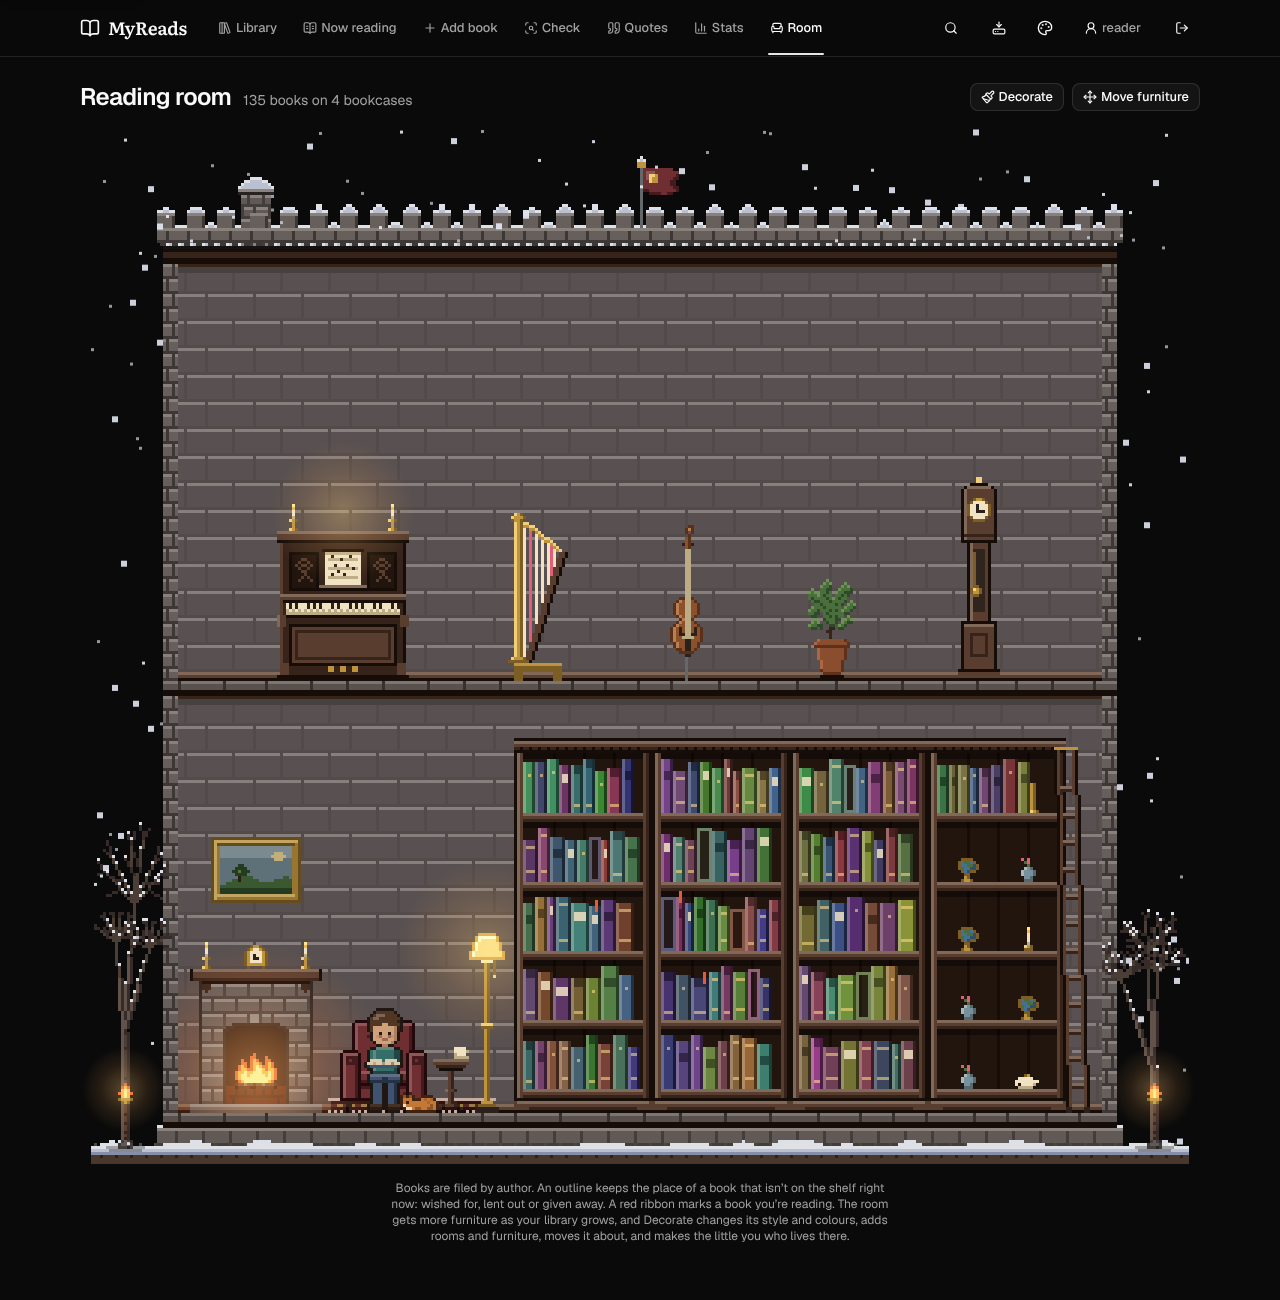 MyReads
Library
Now reading
Add book
Check
Quotes
Stats
Room
reader
Reading room
135 books on 4 bookcases
Decorate
Move furniture
Books are filed by author. An outline keeps the place of a book that isn't on the shelf right
now: wished for, lent out or given away. A red ribbon marks a book you're reading. The room
gets more furniture as your library grows, and Decorate changes its style and colours, adds
rooms and furniture, moves it about, and makes the little you who lives there.